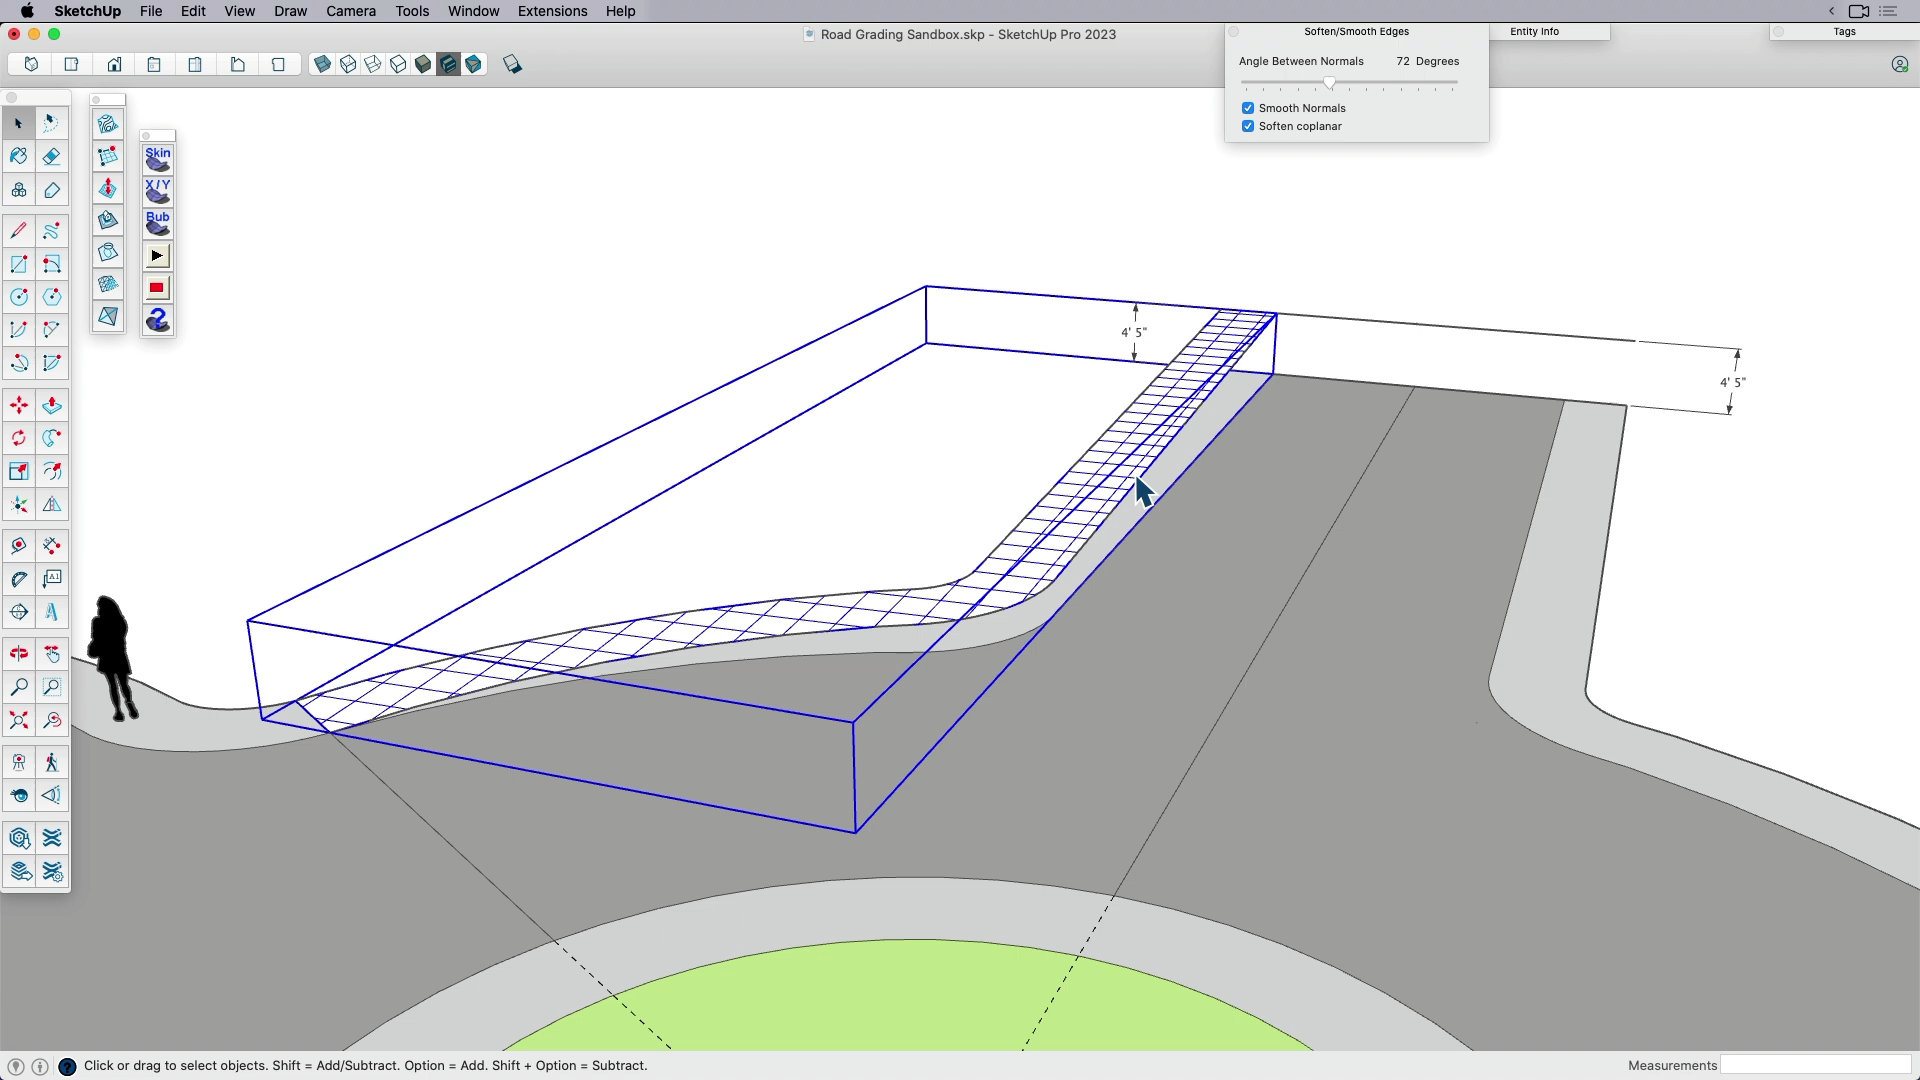 SketchUp File Edit View Draw Camera Tools Window Extensions Help
Road Grading Sandbox.skp - SketchUp Pro 2023
Soften/Smooth Edges
Entity Info
Tags
Angle Between Normals 72 Degrees
Smooth Normals
Soften coplanar
Skin
X/Y
Bub
?
4' 5"
4' 5"
A1
A
? Click or drag to select objects. Shift = Add/Subtract. Option = Add. Shift + Option = Subtract.
Measurements